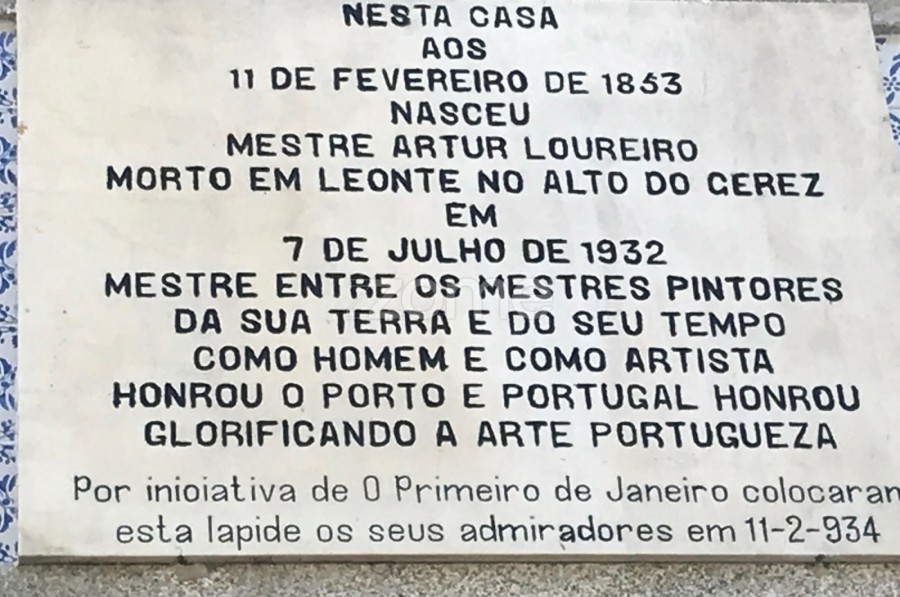 NESTA CASA
AOS
11 DE FEVEREIRO DE 1853
NASCEU
MESTRE ARTUR LOUREIRO
MORTO EM LEONTE NO ALTO DO GEREZ
EM
7 DE JULHO DE 1932
MESTRE ENTRE OS MESTRES PINTORES
DA SUA TERRA E DO SEU TEMPO
COMO HOMEM E COMO ARTISTA
HONROU O PORTO E PORTUGAL HONROU
GLORIFICANDO A ARTE PORTUGUEZA
Por inioiativa de O Primeiro de Janeiro colocaram
esta lapide os seus admiradores em 11-2-934
zome